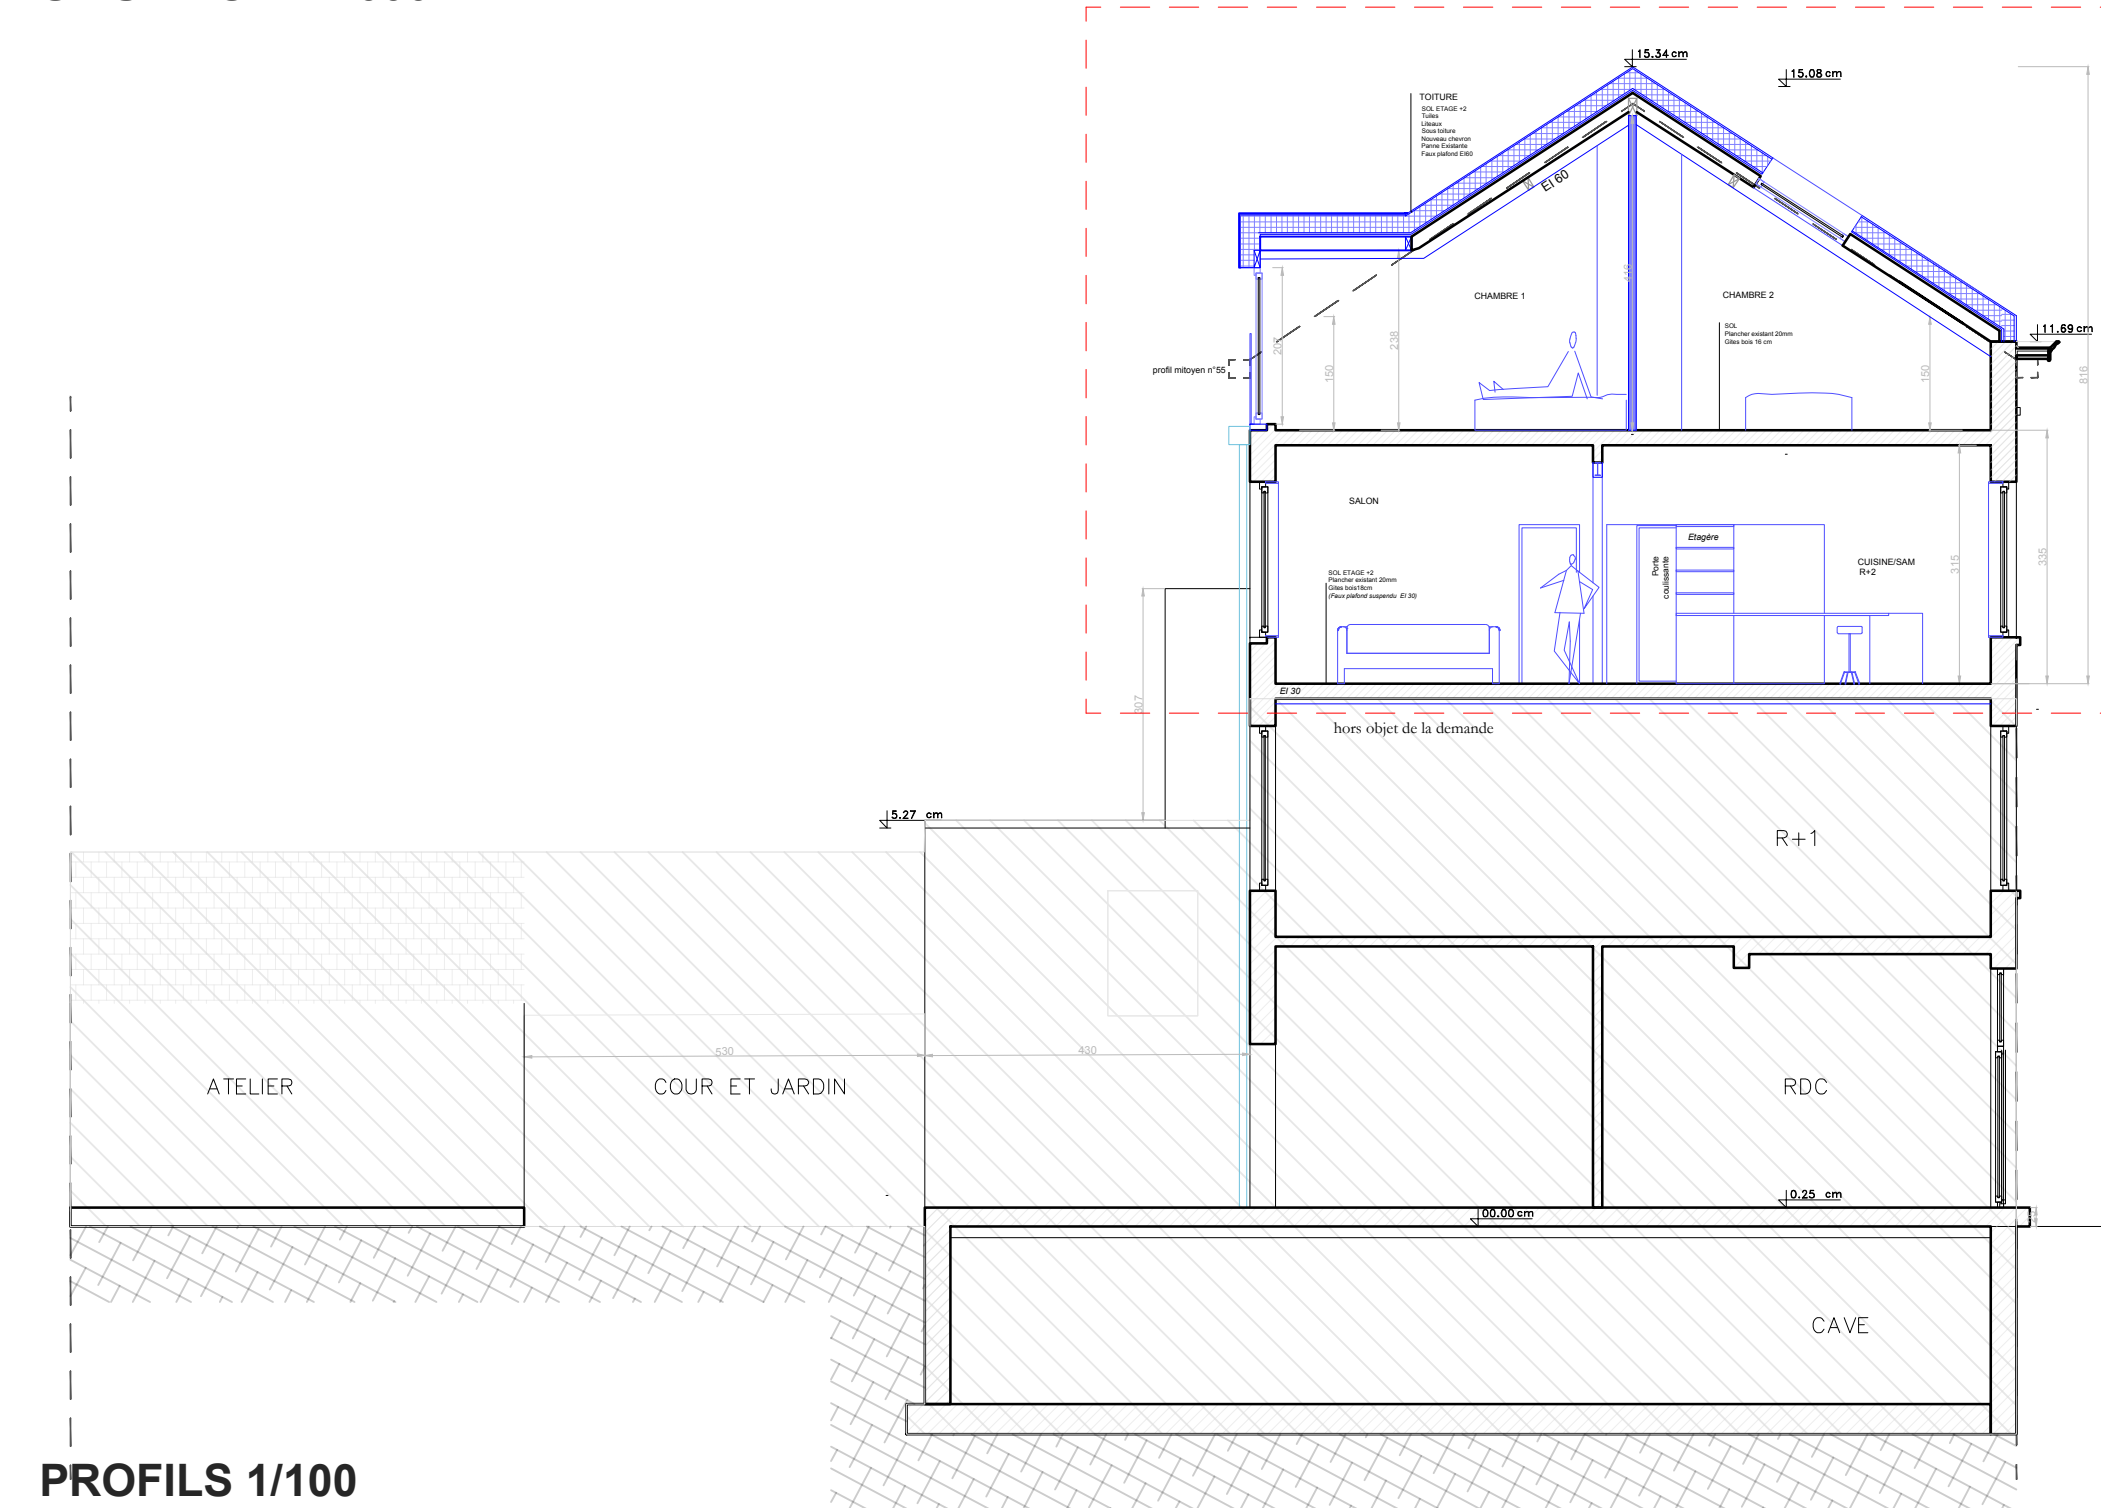 15.34 cm
15.08 cm
TOITURE
SOL ETAGE +2
Tuiles
Liteaux
Sous toiture
Nouveau chevron
Panne Existante
Faux plafond EI60
EI 60
CHAMBRE 1
CHAMBRE 2
418
SOL
Plancher existant 20mm
Gites bois 16 cm
11.69 cm
207
238
150
150
816
profil mitoyen n°55
SALON
Etagére
Porte
coulissante
CUISINE/SAM
R+2
315
335
SOL ETAGE +2
Plancher existant 20mm
Gites bois18cm
(Faux plafond suspendu EI 30)
EI 30
307
hors objet de la demande
5.27 cm
R+1
530
430
ATELIER
COUR ET JARDIN
RDC
0.25 cm
00.00 cm
CAVE
PROFILS 1/100